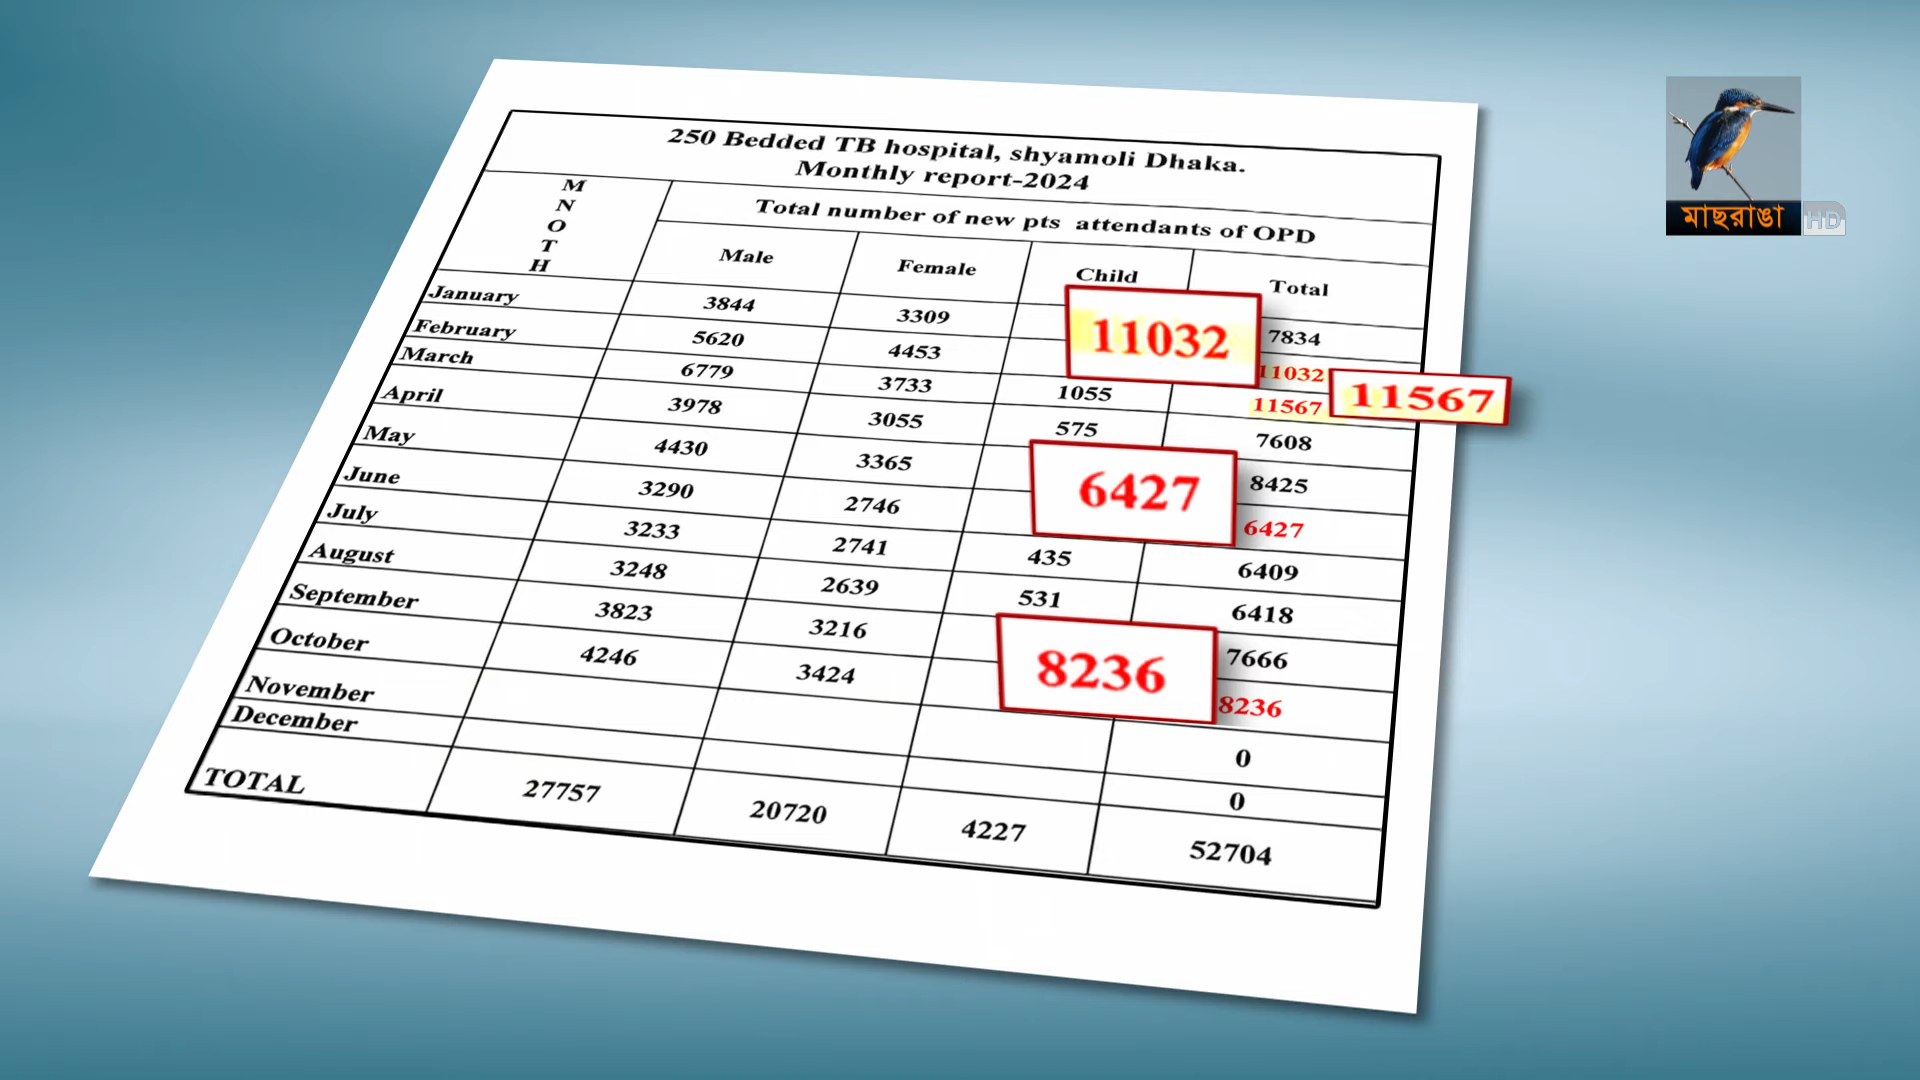 250 Bedded TB hospital, shyamoli Dhaka.
Monthly report-2024
M
N
O
T
H
Total number of new pts attendants of OPD
Male Female Child Total
January 3844 3309 7834
11032
February 5620 4453 11032
March 6779 3733 1055 11567 11567
April 3978 3055 575 7608
May 4430 3365 8425
6427
June 3290 2746 6427
July 3233 2741 435 6409
August 3248 2639 531 6418
September 3823 3216 7666
8236
October 4246 3424 8236
November 0
December 0
TOTAL 27757 20720 4227 52704
মাছরাঙা HD